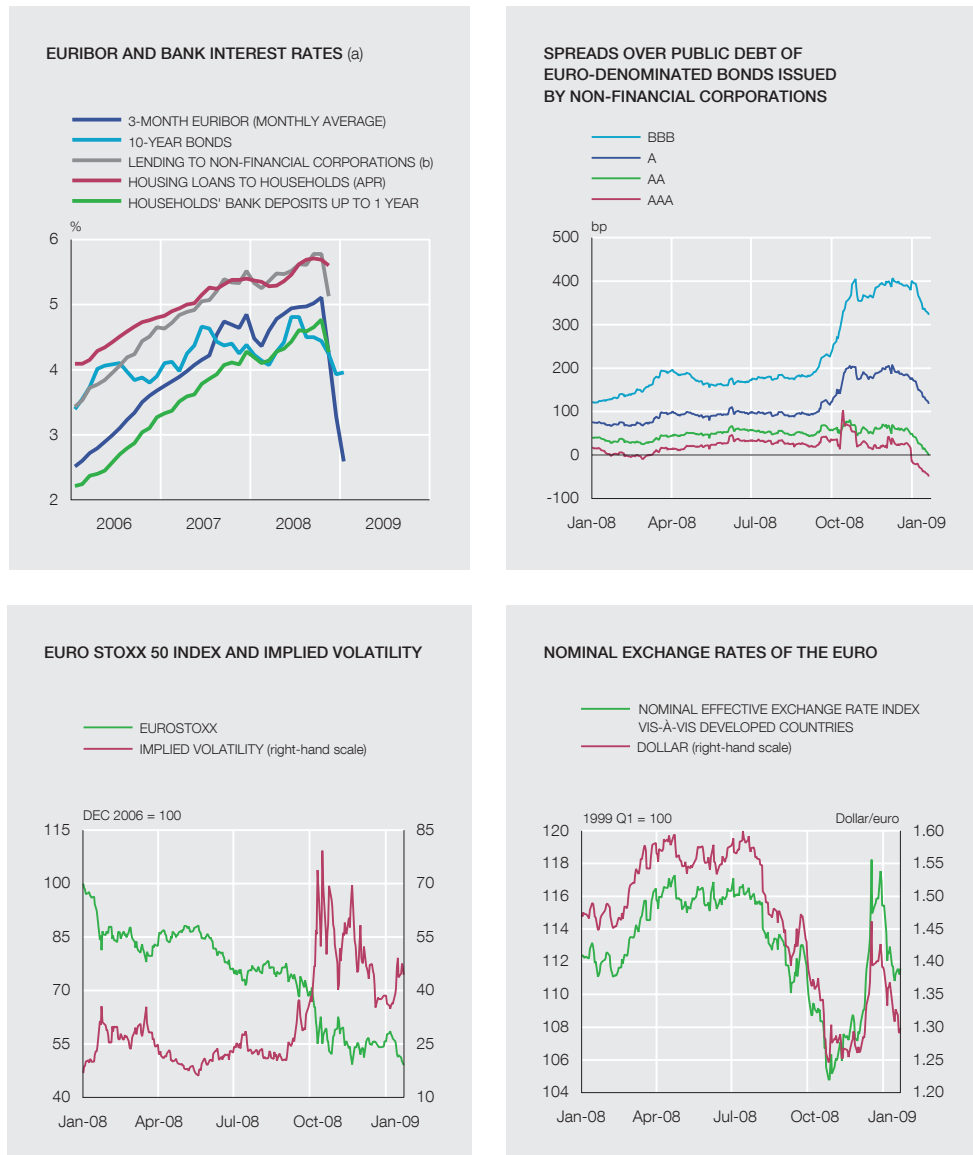 EURIBOR AND BANK INTEREST RATES (a)
3-MONTH EURIBOR (MONTHLY AVERAGE)
10-YEAR BONDS
LENDING TO NON-FINANCIAL CORPORATIONS (b)
HOUSING LOANS TO HOUSEHOLDS (APR)
HOUSEHOLDS' BANK DEPOSITS UP TO 1 YEAR
%
6
5
4
3
2
2006 2007 2008 2009
SPREADS OVER PUBLIC DEBT OF
EURO-DENOMINATED BONDS ISSUED
BY NON-FINANCIAL CORPORATIONS
BBB
A
AA
AAA
bp
500
400
300
200
100
0
-100
Jan-08 Apr-08 Jul-08 Oct-08 Jan-09
EURO STOXX 50 INDEX AND IMPLIED VOLATILITY
EUROSTOXX
IMPLIED VOLATILITY (right-hand scale)
DEC 2006 = 100
115 85
100 70
85 55
70 40
55 25
40 10
Jan-08 Apr-08 Jul-08 Oct-08 Jan-09
NOMINAL EXCHANGE RATES OF THE EURO
NOMINAL EFFECTIVE EXCHANGE RATE INDEX
VIS-À-VIS DEVELOPED COUNTRIES
DOLLAR (right-hand scale)
1999 Q1 = 100 Dollar/euro
120 1.60
118 1.55
116 1.50
114 1.45
112 1.40
110 1.35
108 1.30
106 1.25
104 1.20
Jan-08 Apr-08 Jul-08 Oct-08 Jan-09